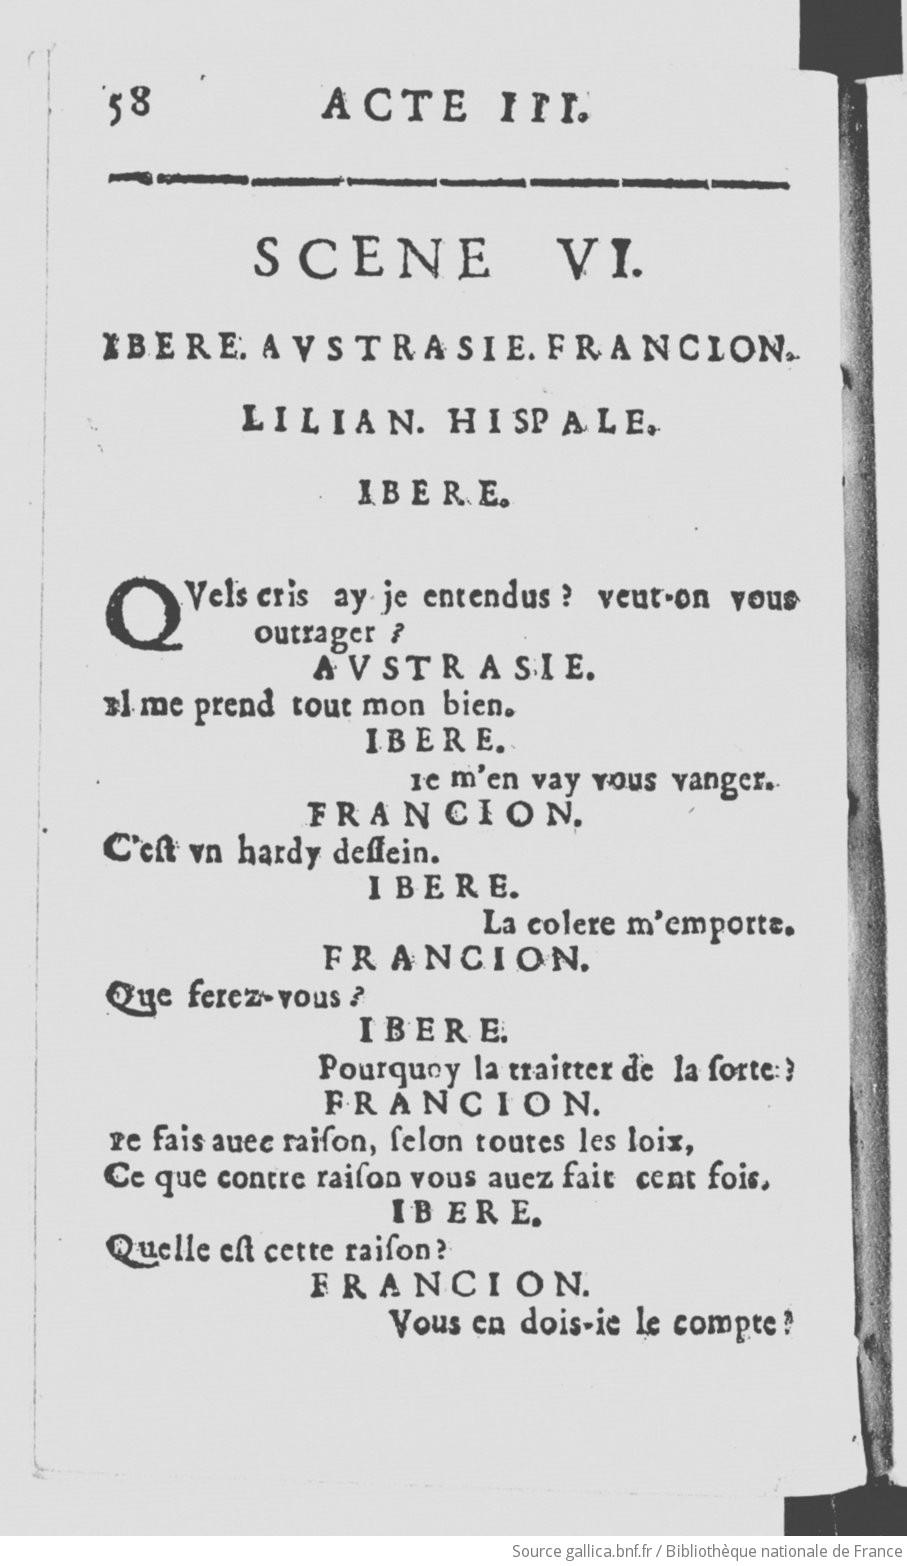 58 ACTE III.
SCENE VI.
IBERE. AVSTRASIE. FRANCION.
LILIAN. HISPALE.
IBERE.
QVels cris ay-je entendus ? veut-on vous
outrager ?
AVSTRASIE.
Il me prend tout mon bien.
IBERE.
Ie m'en vay vous vanger.
FRANCION.
C'eſt vn hardy deſſein.
IBERE.
La colere m'emporte.
FRANCION.
Que ferez-vous ?
IBERE.
Pourquoy la traitter de la ſorte ?
FRANCION.
Ie fais auec raiſon, ſelon toutes les loix,
Ce que contre raiſon vous auez fait cent fois.
IBERE.
Quelle eſt cette raiſon ?
FRANCION.
Vous en dois-ie le compte ?
Source gallica.bnf.fr / Bibliothèque nationale de France